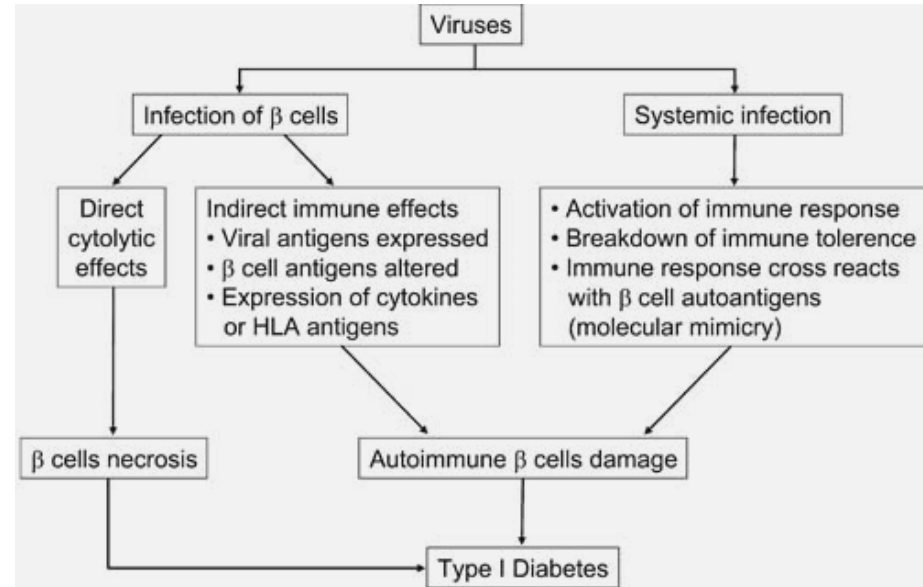 Viruses
Infection of β cells
Systemic infection
Direct
cytolytic
effects
Indirect immune effects
• Viral antigens expressed
• β cell antigens altered
• Expression of cytokines
or HLA antigens
• Activation of immune response
• Breakdown of immune tolerence
• Immune response cross reacts
with β cell autoantigens
(molecular mimicry)
β cells necrosis
Autoimmune β cells damage
Type I Diabetes